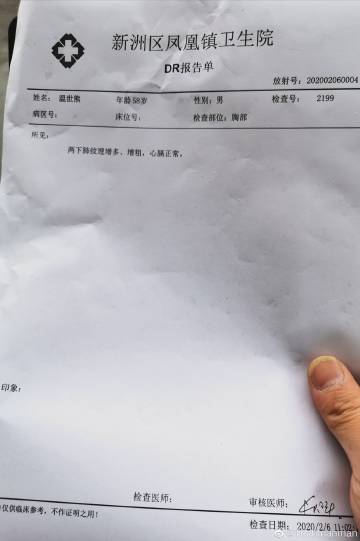 新洲区凤凰镇卫生院
DR报告单
放射号：202002060004
姓名：温世熊 年龄58岁 性别：男 检查号：2199
病区号： 床位号： 检查部位：胸部
所见：
两下肺纹理增多、增粗，心膈正常。
印象：
检查医师： 审核医师：
仅供临床参考，不作证明之用！
检查日期：2020/2/6 11:02